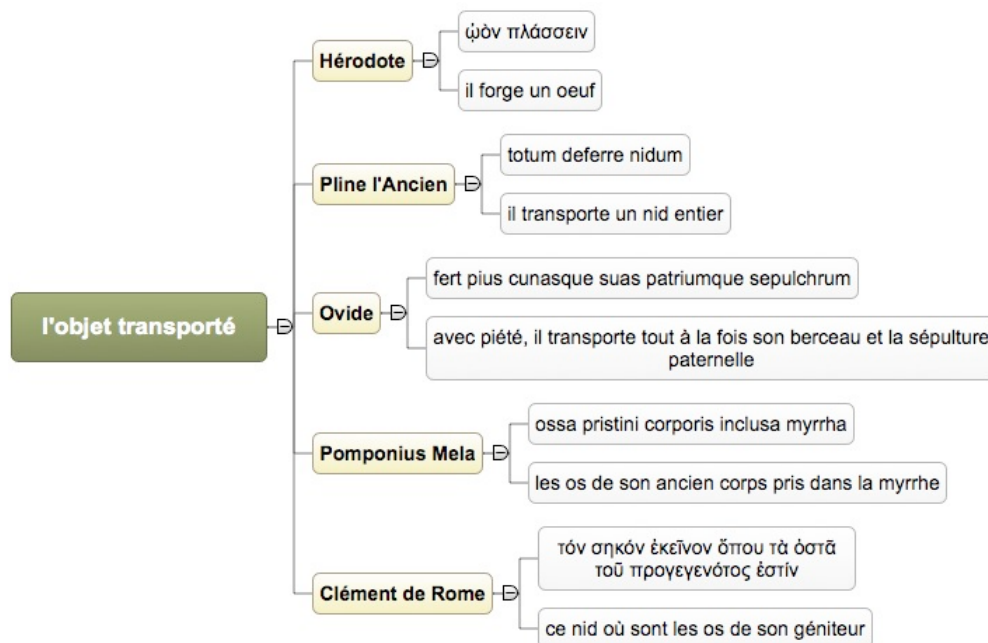 ᾠὸν πλάσσειν
Hérodote
il forge un oeuf
totum deferre nidum
Pline l'Ancien
il transporte un nid entier
fert pius cunasque suas patriumque sepulchrum
l'objet transporté
Ovide
avec piété, il transporte tout à la fois son berceau et la sépulture
paternelle
ossa pristini corporis inclusa myrrha
Pomponius Mela
les os de son ancien corps pris dans la myrrhe
τόν σηκόν ἐκεῖνον ὅπου τὰ ὀστᾶ
τοῦ προγεγενότος ἐστίν
Clément de Rome
ce nid où sont les os de son géniteur